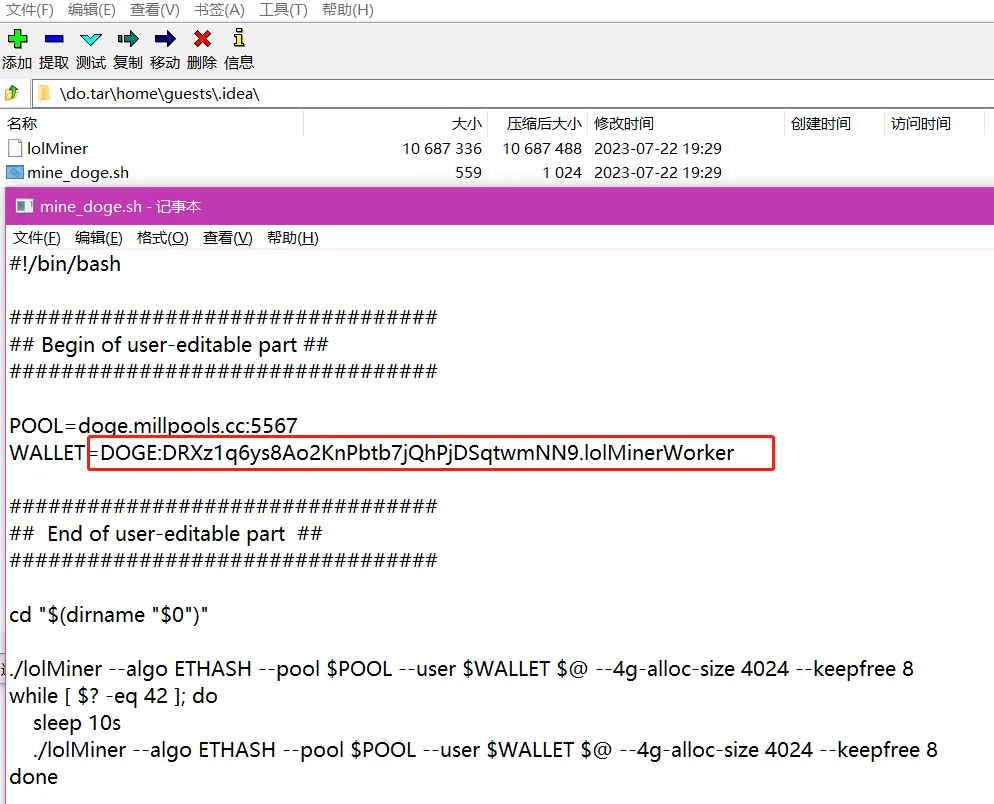 文件(F) 编辑(E) 查看(V) 书签(A) 工具(T) 帮助(H)
添加 提取 测试 复制 移动 删除 信息
\do.tar\home\guests\.idea\
名称 大小 压缩后大小 修改时间 创建时间 访问时间
lolMiner 10 687 336 10 687 488 2023-07-22 19:29
mine_doge.sh 559 1 024 2023-07-22 19:29
mine_doge.sh - 记事本
文件(F) 编辑(E) 格式(O) 查看(V) 帮助(H)
#!/bin/bash
#################################
## Begin of user-editable part ##
#################################
POOL=doge.millpools.cc:5567
WALLET=DOGE:DRXz1q6ys8Ao2KnPbtb7jQhPjDSqtwmNN9.lolMinerWorker
#################################
##  End of user-editable part  ##
#################################
cd "$(dirname "$0")"
./lolMiner --algo ETHASH --pool $POOL --user $WALLET $@ --4g-alloc-size 4024 --keepfree 8
while [ $? -eq 42 ]; do
    sleep 10s
    ./lolMiner --algo ETHASH --pool $POOL --user $WALLET $@ --4g-alloc-size 4024 --keepfree 8
done